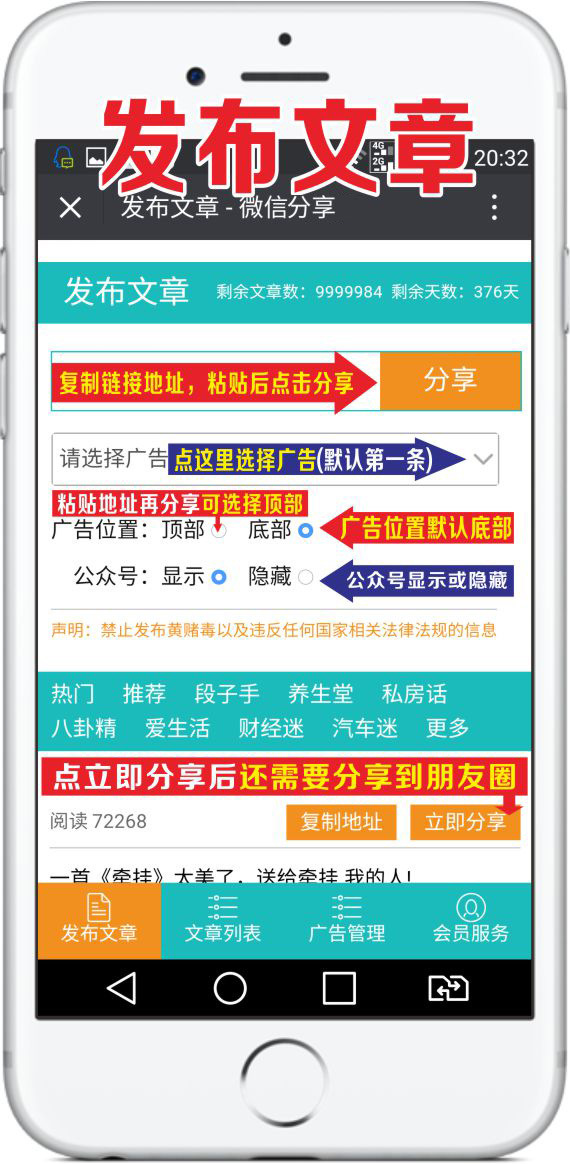 发布文章
4G
2G
20:32
发布文章 - 微信分享
发布文章 剩余文章数：9999984 剩余天数：376天
复制链接地址，粘贴后点击分享 分享
请选择广告 点这里选择广告(默认第一条)
粘贴地址再分享可选择顶部
广告位置：顶部 底部 广告位置默认底部
公众号：显示 隐藏 公众号显示或隐藏
声明：禁止发布黄赌毒以及违反任何国家相关法律法规的信息
热门 推荐 段子手 养生堂 私房话
八卦精 爱生活 财经迷 汽车迷 更多
点立即分享后还需要分享到朋友圈
阅读 72268 复制地址 立即分享
一首《牵挂》太美了，送给牵挂 我的人！
发布文章 文章列表 广告管理 会员服务